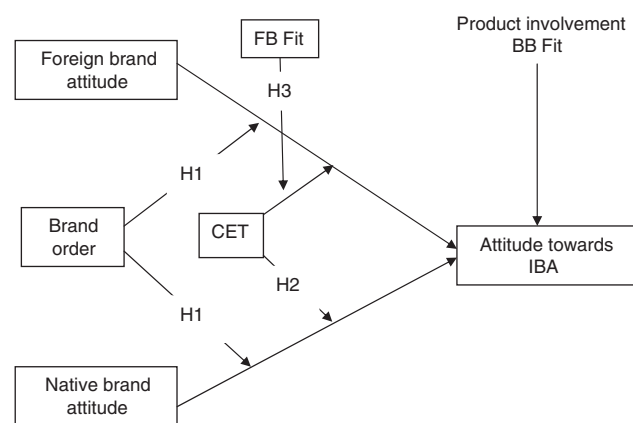 FB Fit
Product involvement
BB Fit
Foreign brand
attitude
H3
H1
Brand
order
CET
Attitude towards
IBA
H2
H1
Native brand
attitude